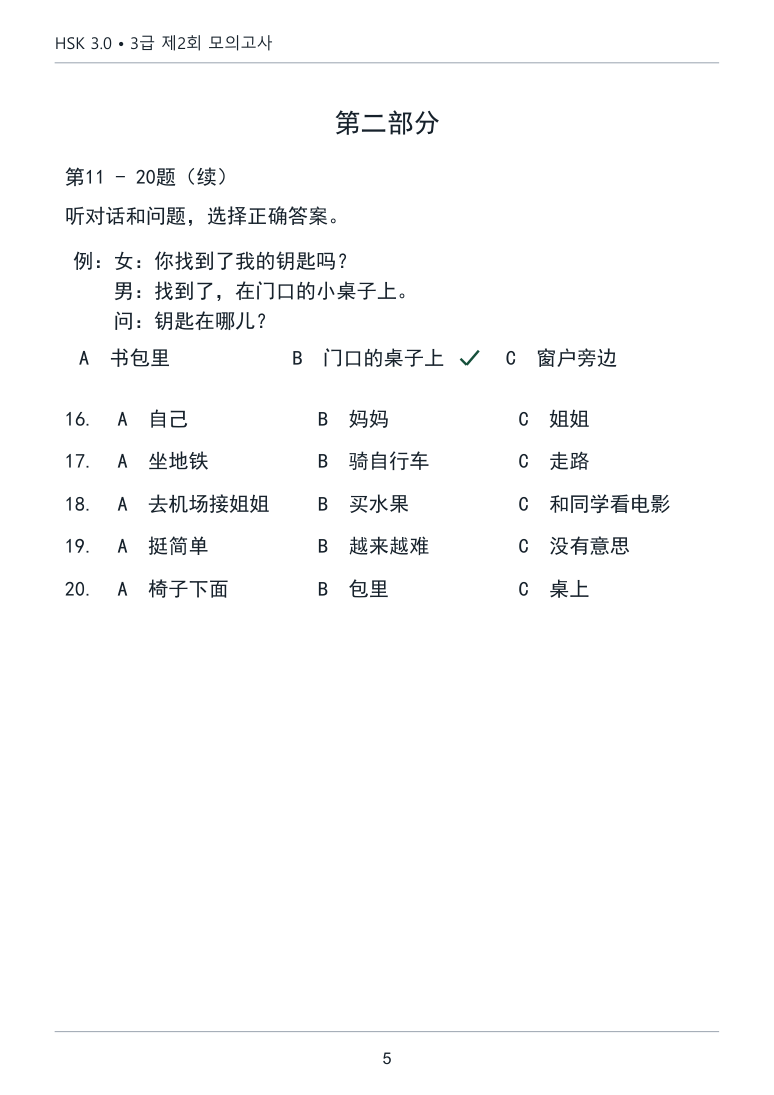 HSK 3.0 • 3급 제2회 모의고사
第二部分
第11 - 20题（续）
听对话和问题，选择正确答案。
例：女：你找到了我的钥匙吗？
男：找到了，在门口的小桌子上。
问：钥匙在哪儿？
A 书包里 B 门口的桌子上 ✓ C 窗户旁边
16. A 自己 B 妈妈 C 姐姐
17. A 坐地铁 B 骑自行车 C 走路
18. A 去机场接姐姐 B 买水果 C 和同学看电影
19. A 挺简单 B 越来越难 C 没有意思
20. A 椅子下面 B 包里 C 桌上
5